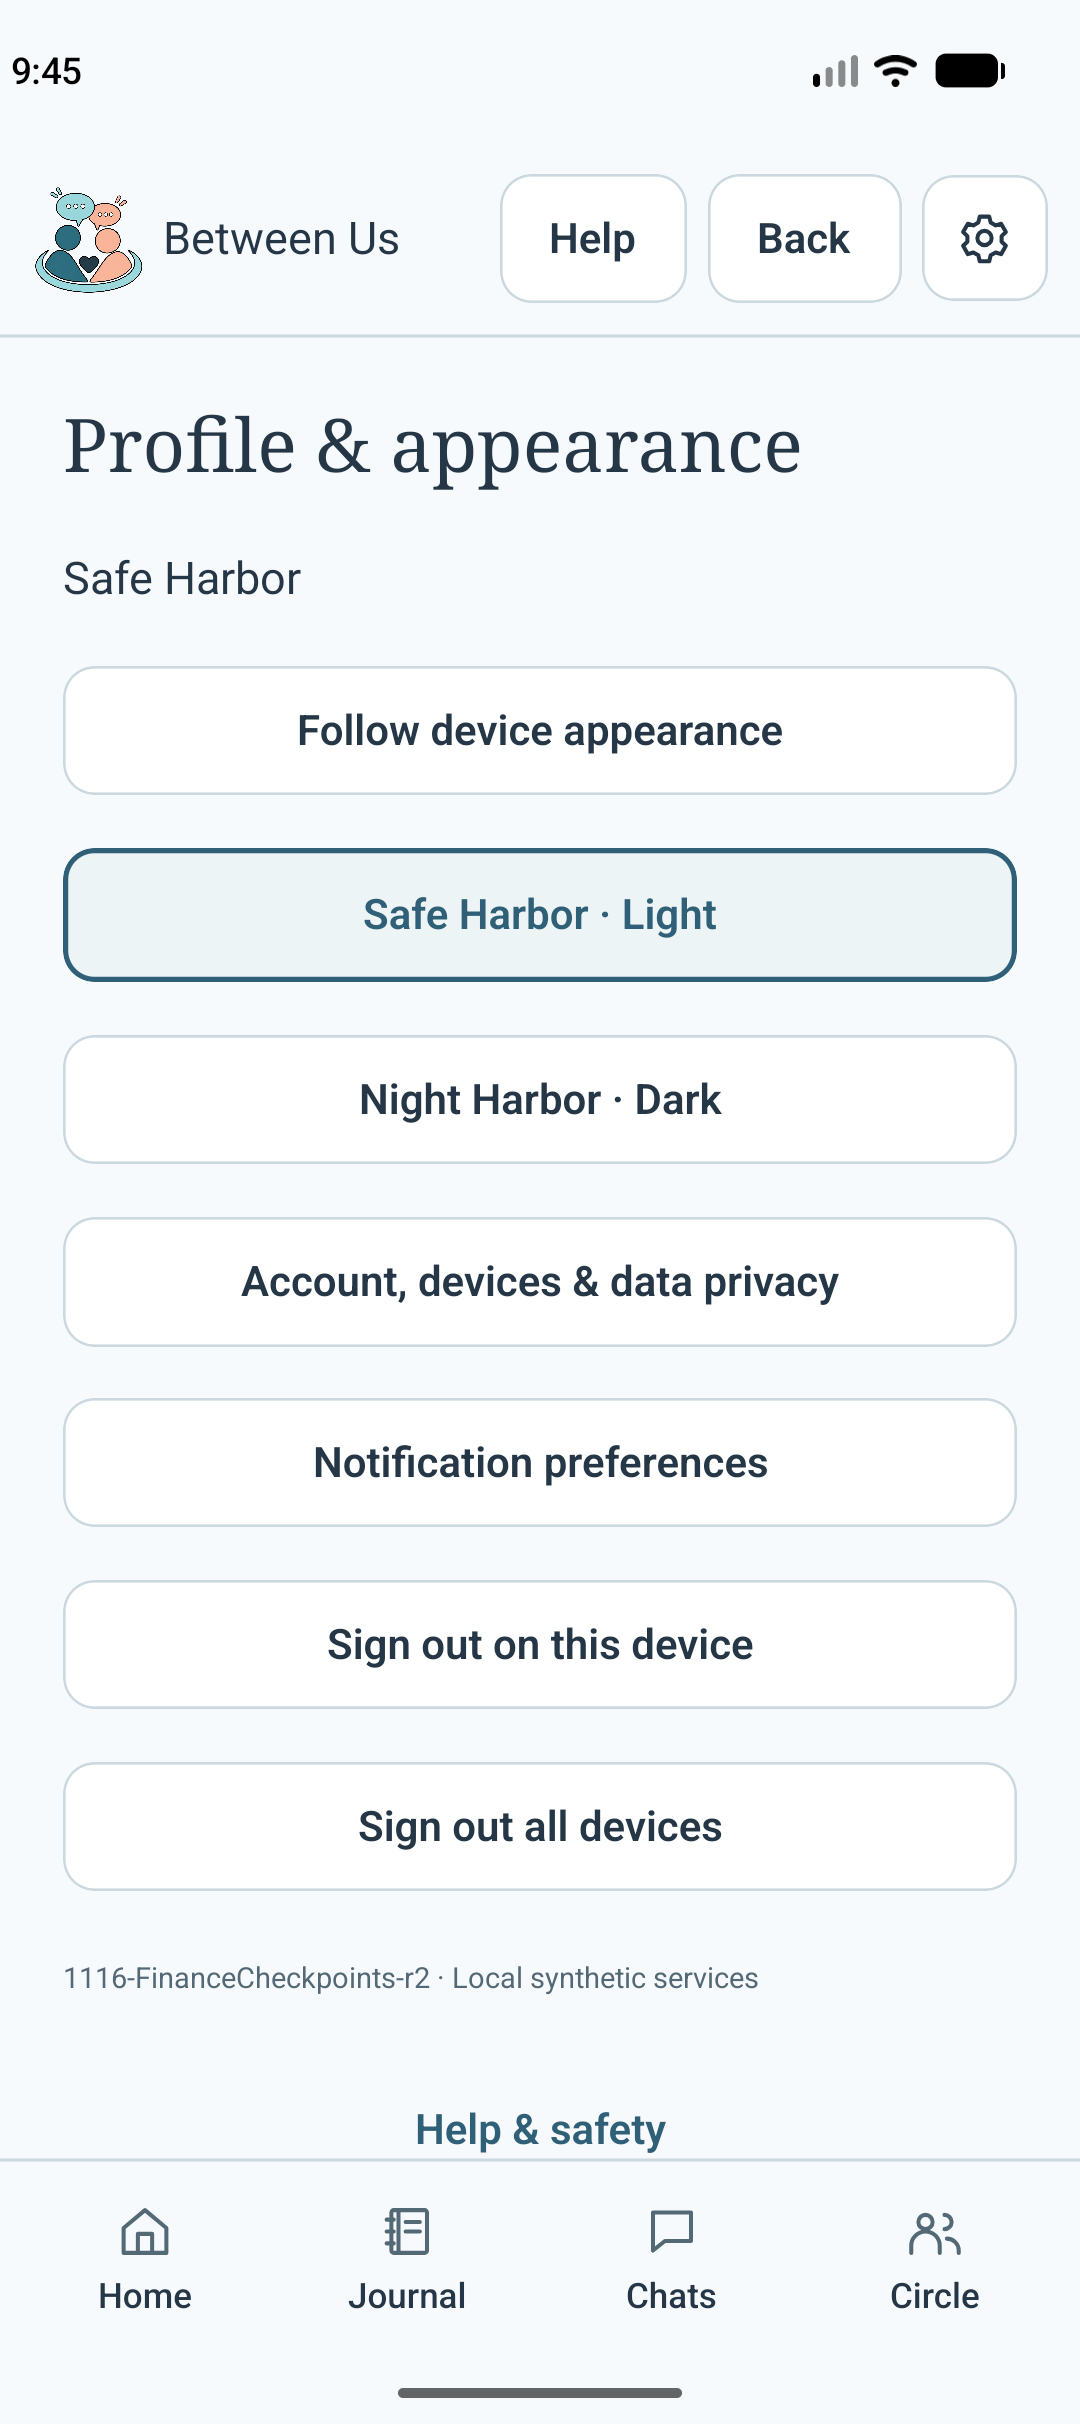 9:45
Between Us
Help
Back
Profile & appearance
Safe Harbor
Follow device appearance
Safe Harbor · Light
Night Harbor · Dark
Account, devices & data privacy
Notification preferences
Sign out on this device
Sign out all devices
1116-FinanceCheckpoints-r2 · Local synthetic services
Help & safety
Home
Journal
Chats
Circle